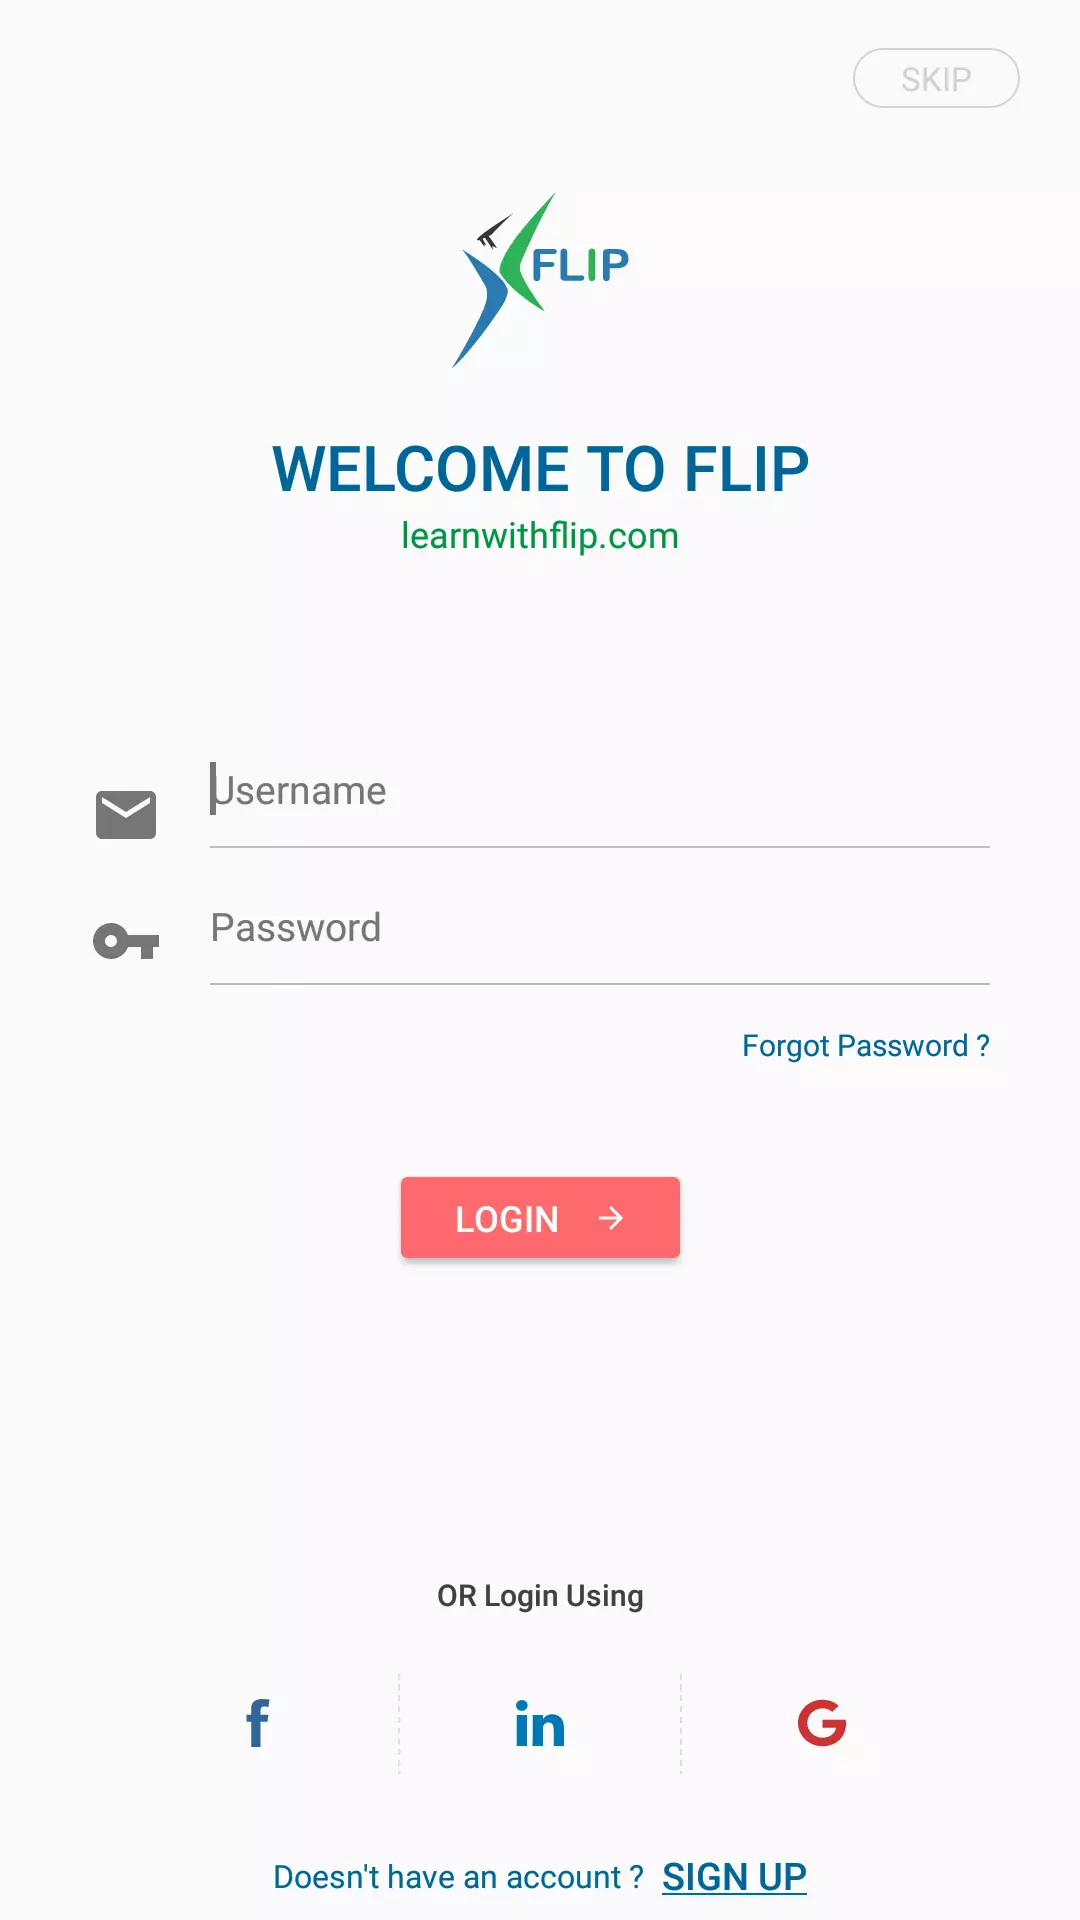 SKIP
FLIP
WELCOME TO FLIP
learnwithflip.com
Username
Password
Forgot Password ?
LOGIN
OR Login Using
f
in
G
Doesn't have an account ? SIGN UP